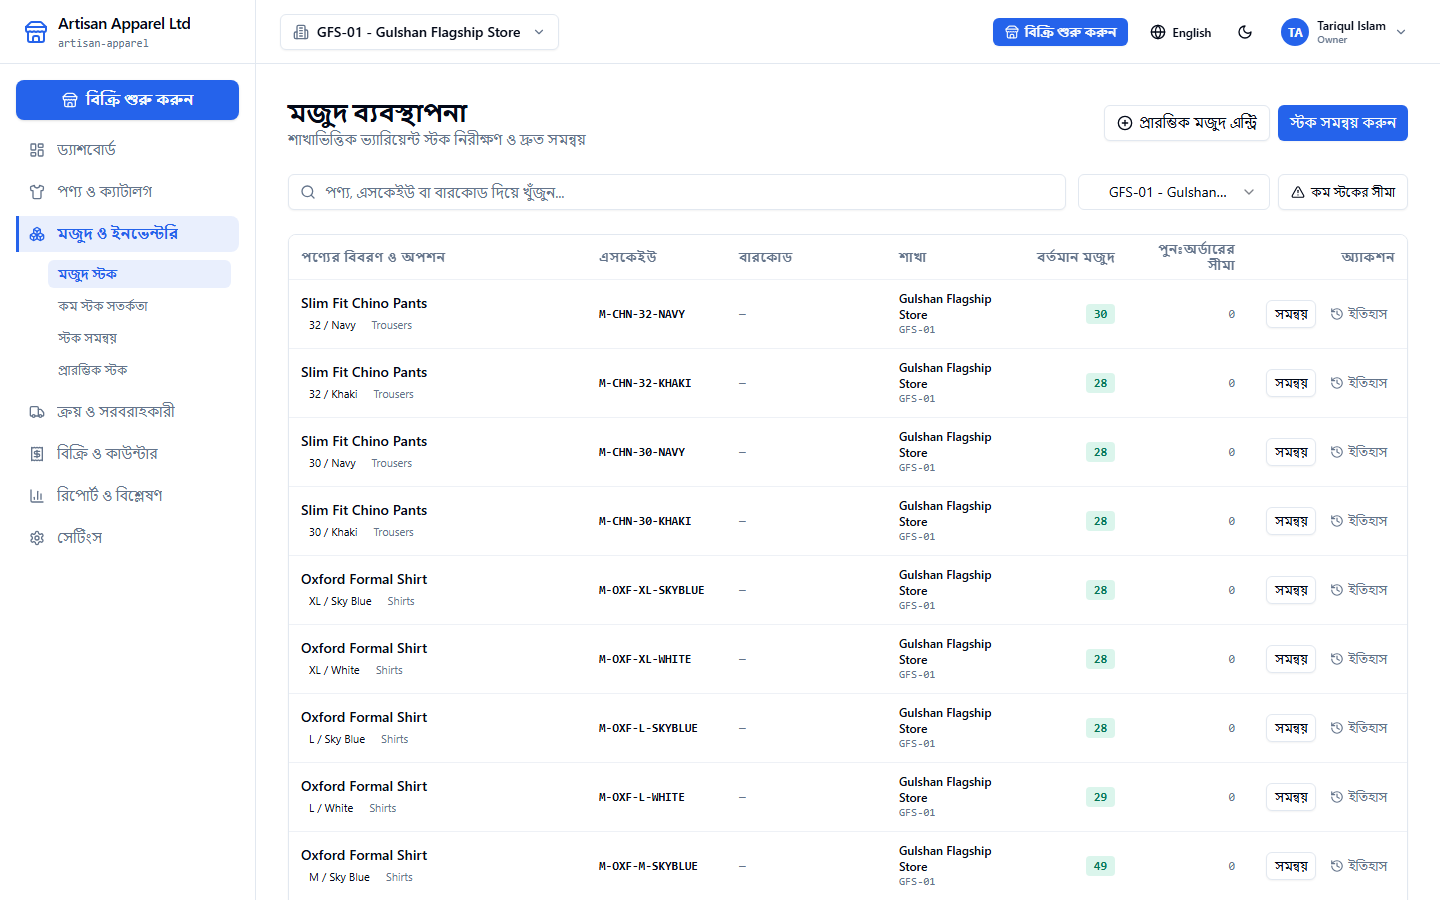 Artisan Apparel Ltd
artisan-apparel
GFS-01 - Gulshan Flagship Store
বিক্রি শুরু করুন
English
TA
Tariqul Islam
Owner
বিক্রি শুরু করুন
ড্যাশবোর্ড
পণ্য ও ক্যাটালগ
মজুদ ও ইনভেন্টরি
মজুদ স্টক
কম স্টক সতর্কতা
স্টক সমন্বয়
প্রারম্ভিক স্টক
ক্রয় ও সরবরাহকারী
বিক্রি ও কাউন্টার
রিপোর্ট ও বিশ্লেষণ
সেটিংস
মজুদ ব্যবস্থাপনা
শাখাভিত্তিক ভ্যারিয়েন্ট স্টক নিরীক্ষণ ও দ্রুত সমন্বয়
প্রারম্ভিক মজুদ এন্ট্রি
স্টক সমন্বয় করুন
পণ্য, এসকেইউ বা বারকোড দিয়ে খুঁজুন...
GFS-01 - Gulshan...
কম স্টকের সীমা
পণ্যের বিবরণ ও অপশন এসকেইউ বারকোড শাখা বর্তমান মজুদ পুনঃঅর্ডারের সীমা অ্যাকশন
Slim Fit Chino Pants
32 / Navy Trousers
M-CHN-32-NAVY
–
Gulshan Flagship
Store
GFS-01
30
0
সমন্বয়
ইতিহাস
Slim Fit Chino Pants
32 / Khaki Trousers
M-CHN-32-KHAKI
–
Gulshan Flagship
Store
GFS-01
28
0
সমন্বয়
ইতিহাস
Slim Fit Chino Pants
30 / Navy Trousers
M-CHN-30-NAVY
–
Gulshan Flagship
Store
GFS-01
28
0
সমন্বয়
ইতিহাস
Slim Fit Chino Pants
30 / Khaki Trousers
M-CHN-30-KHAKI
–
Gulshan Flagship
Store
GFS-01
28
0
সমন্বয়
ইতিহাস
Oxford Formal Shirt
XL / Sky Blue Shirts
M-OXF-XL-SKYBLUE
–
Gulshan Flagship
Store
GFS-01
28
0
সমন্বয়
ইতিহাস
Oxford Formal Shirt
XL / White Shirts
M-OXF-XL-WHITE
–
Gulshan Flagship
Store
GFS-01
28
0
সমন্বয়
ইতিহাস
Oxford Formal Shirt
L / Sky Blue Shirts
M-OXF-L-SKYBLUE
–
Gulshan Flagship
Store
GFS-01
28
0
সমন্বয়
ইতিহাস
Oxford Formal Shirt
L / White Shirts
M-OXF-L-WHITE
–
Gulshan Flagship
Store
GFS-01
29
0
সমন্বয়
ইতিহাস
Oxford Formal Shirt
M / Sky Blue Shirts
M-OXF-M-SKYBLUE
–
Gulshan Flagship
Store
GFS-01
49
0
সমন্বয়
ইতিহাস